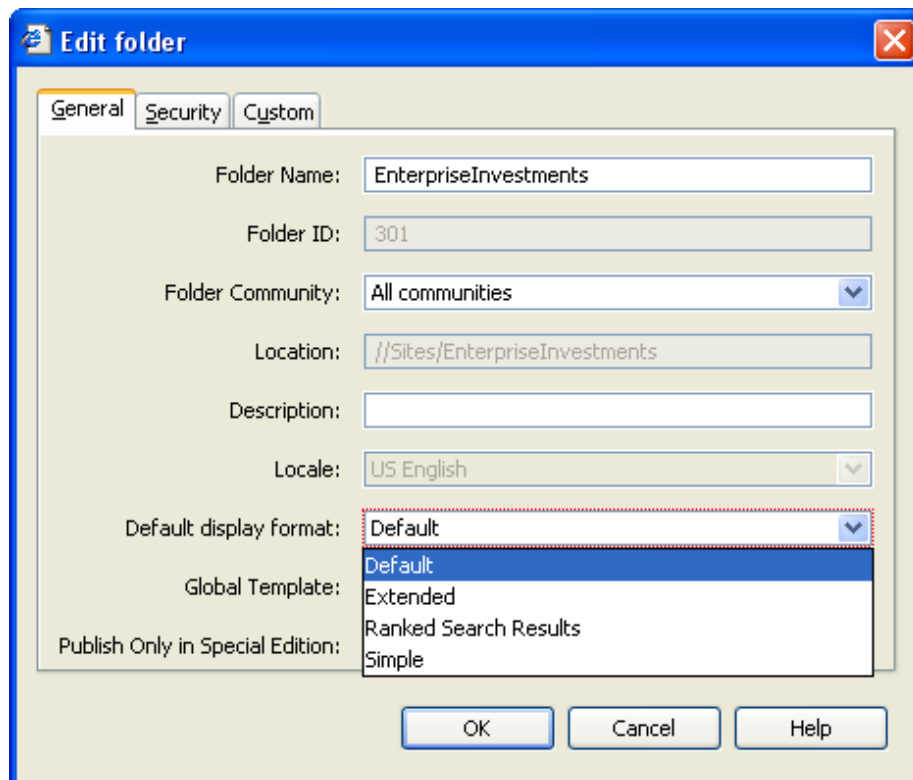 Edit folder
General Security Custom
Folder Name: EnterpriseInvestments
Folder ID: 301
Folder Community: All communities
Location: //Sites/EnterpriseInvestments
Description:
Locale: US English
Default display format: Default
Default
Global Template:
Extended
Ranked Search Results
Publish Only in Special Edition:
Simple
OK Cancel Help